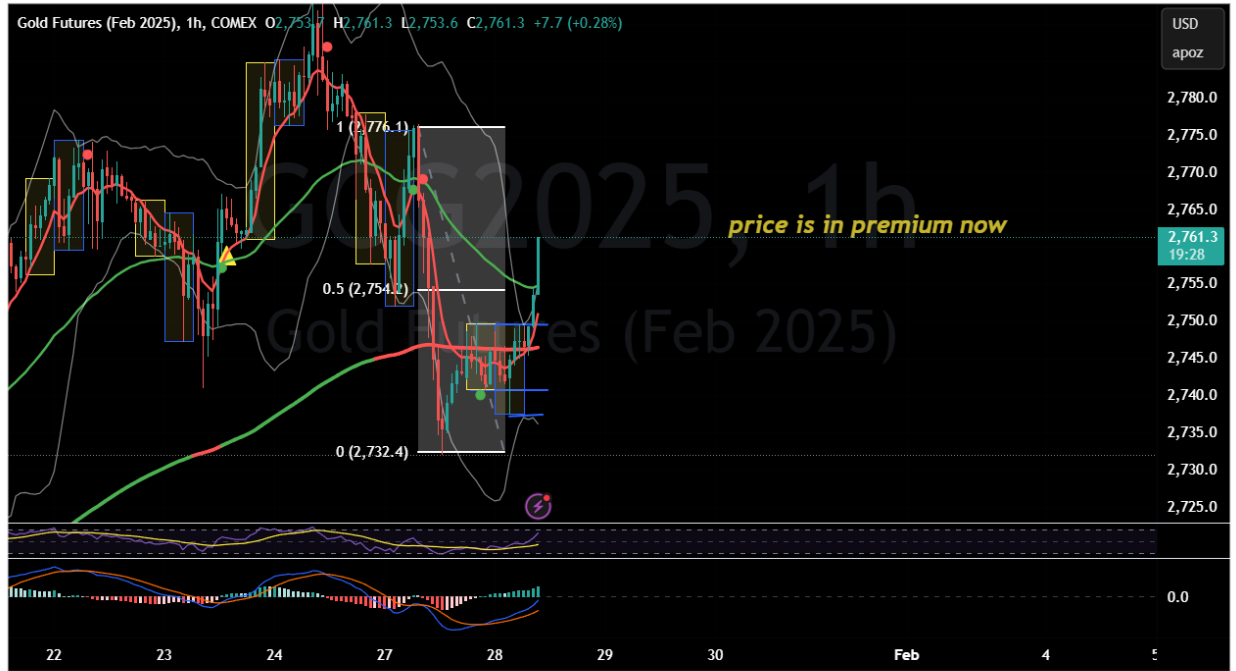 Gold Futures (Feb 2025), 1h, COMEX O2,753.7 H2,761.3 L2,753.6 C2,761.3 +7.7 (+0.28%)
USD
apoz
2,780.0
1 (2,776.1)
2,775.0
2,770.0
GCG2025, 1h
2,765.0
price is in premium now
2,761.3
19:28
2,755.0
0.5 (2,754.2)
Gold Futures (Feb 2025)
2,750.0
2,745.0
2,740.0
2,735.0
0 (2,732.4)
2,730.0
2,725.0
0.0
22 23 24 27 28 29 30 Feb 4